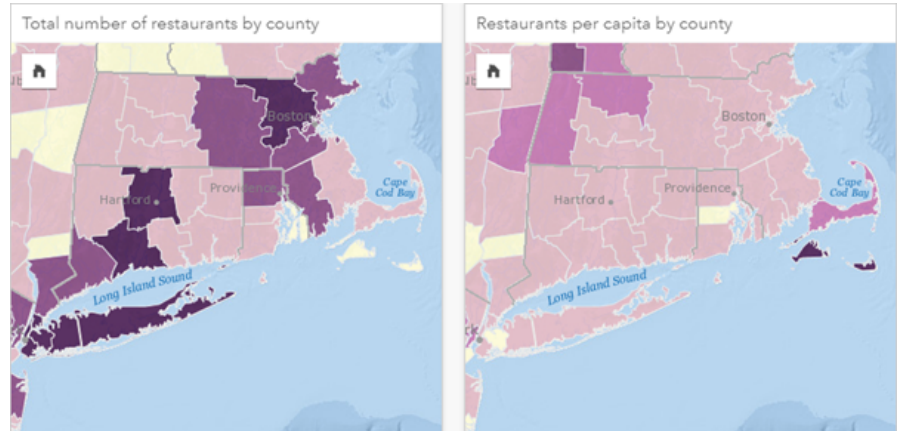 Total number of restaurants by county
Boston
Cape
Cod Bay
Hartford
Providence
Long Island Sound
Restaurants per capita by county
Boston
Cape
Cod Bay
Hartford
Providence
Long Island Sound